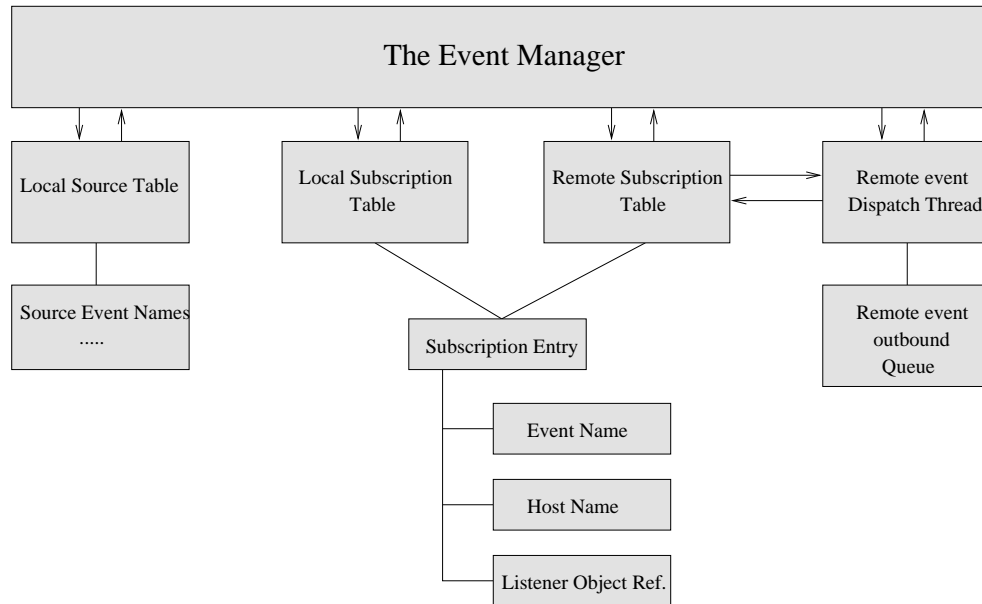 The Event Manager
Local Source Table
Local Subscription
Table
Remote Subscription
Table
Remote event
Dispatch Thread
Source Event Names
.....
Remote event
outbound
Queue
Subscription Entry
Event Name
Host Name
Listener Object Ref.